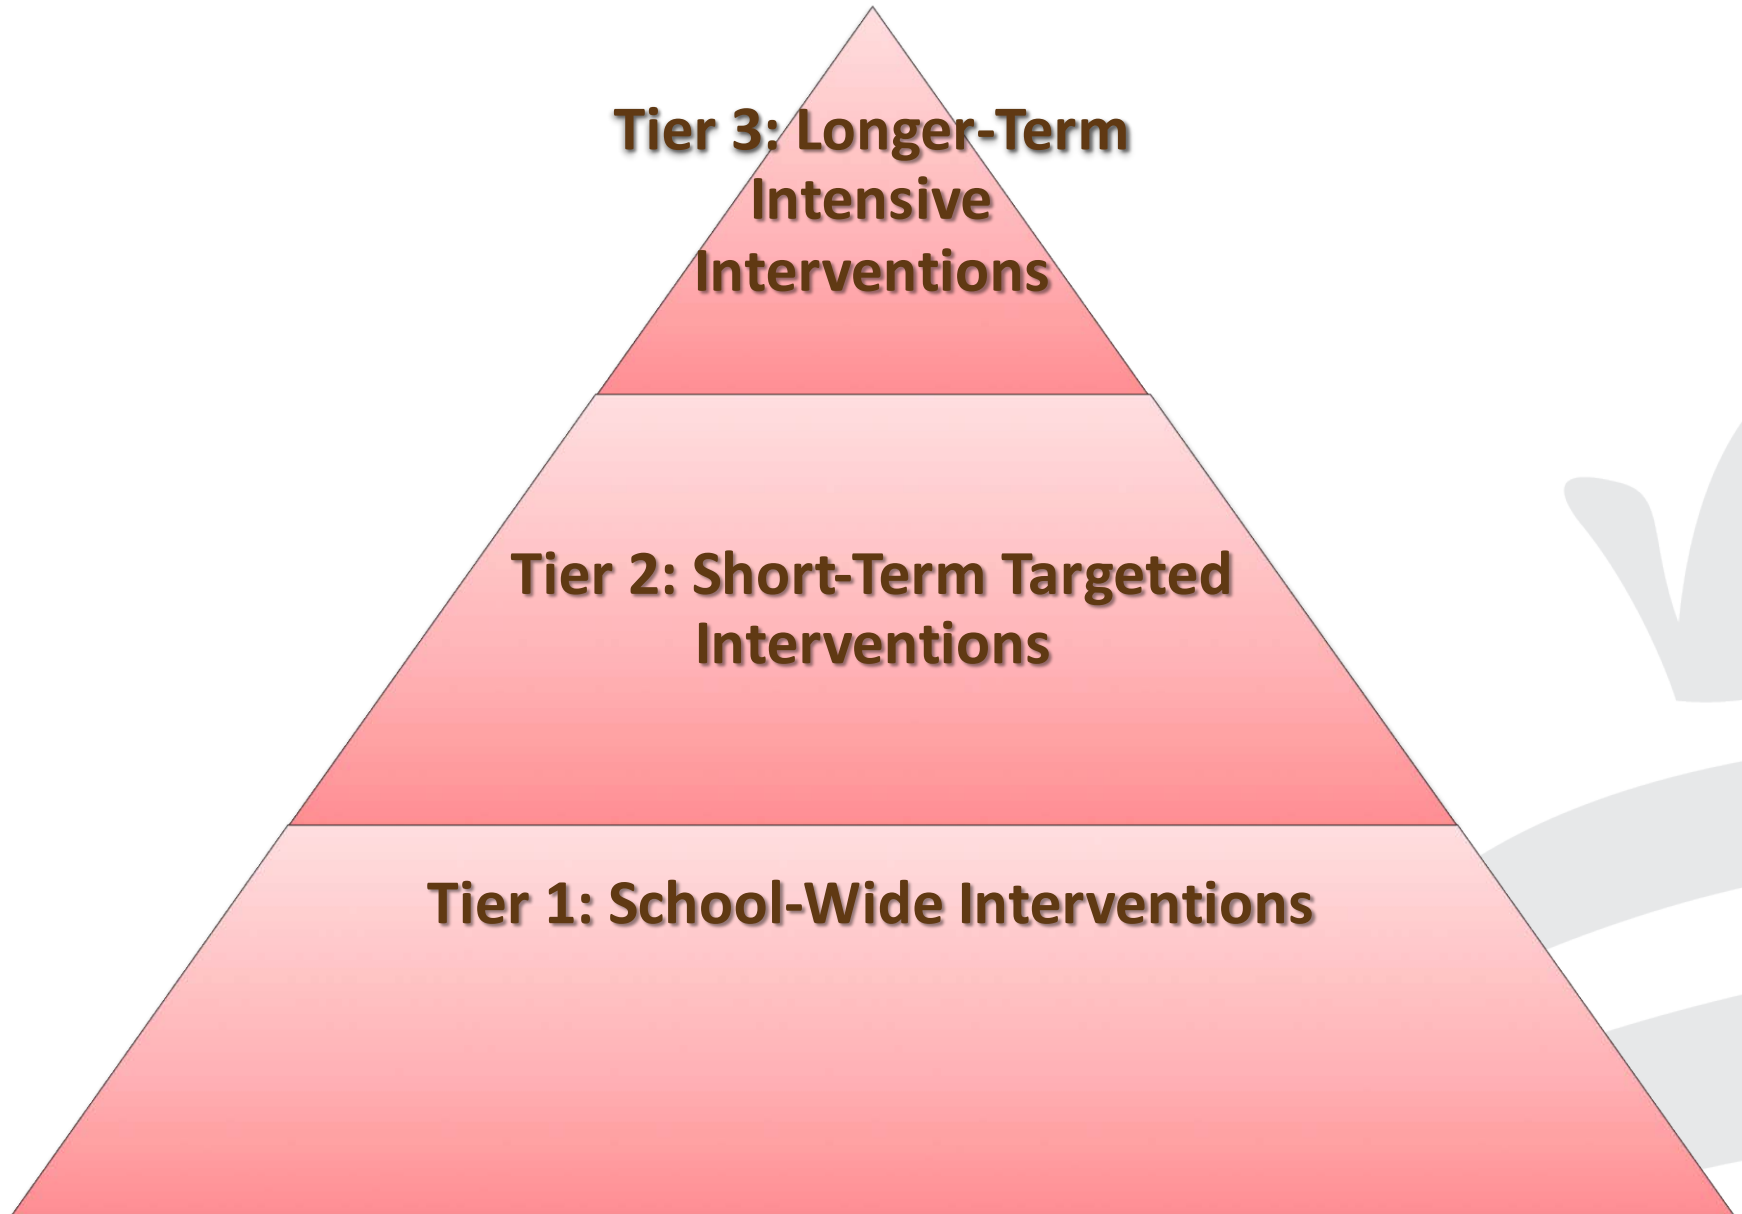 Tier 3: Longer-Term
Intensive
Interventions
Tier 2: Short-Term Targeted
Interventions
Tier 1: School-Wide Interventions